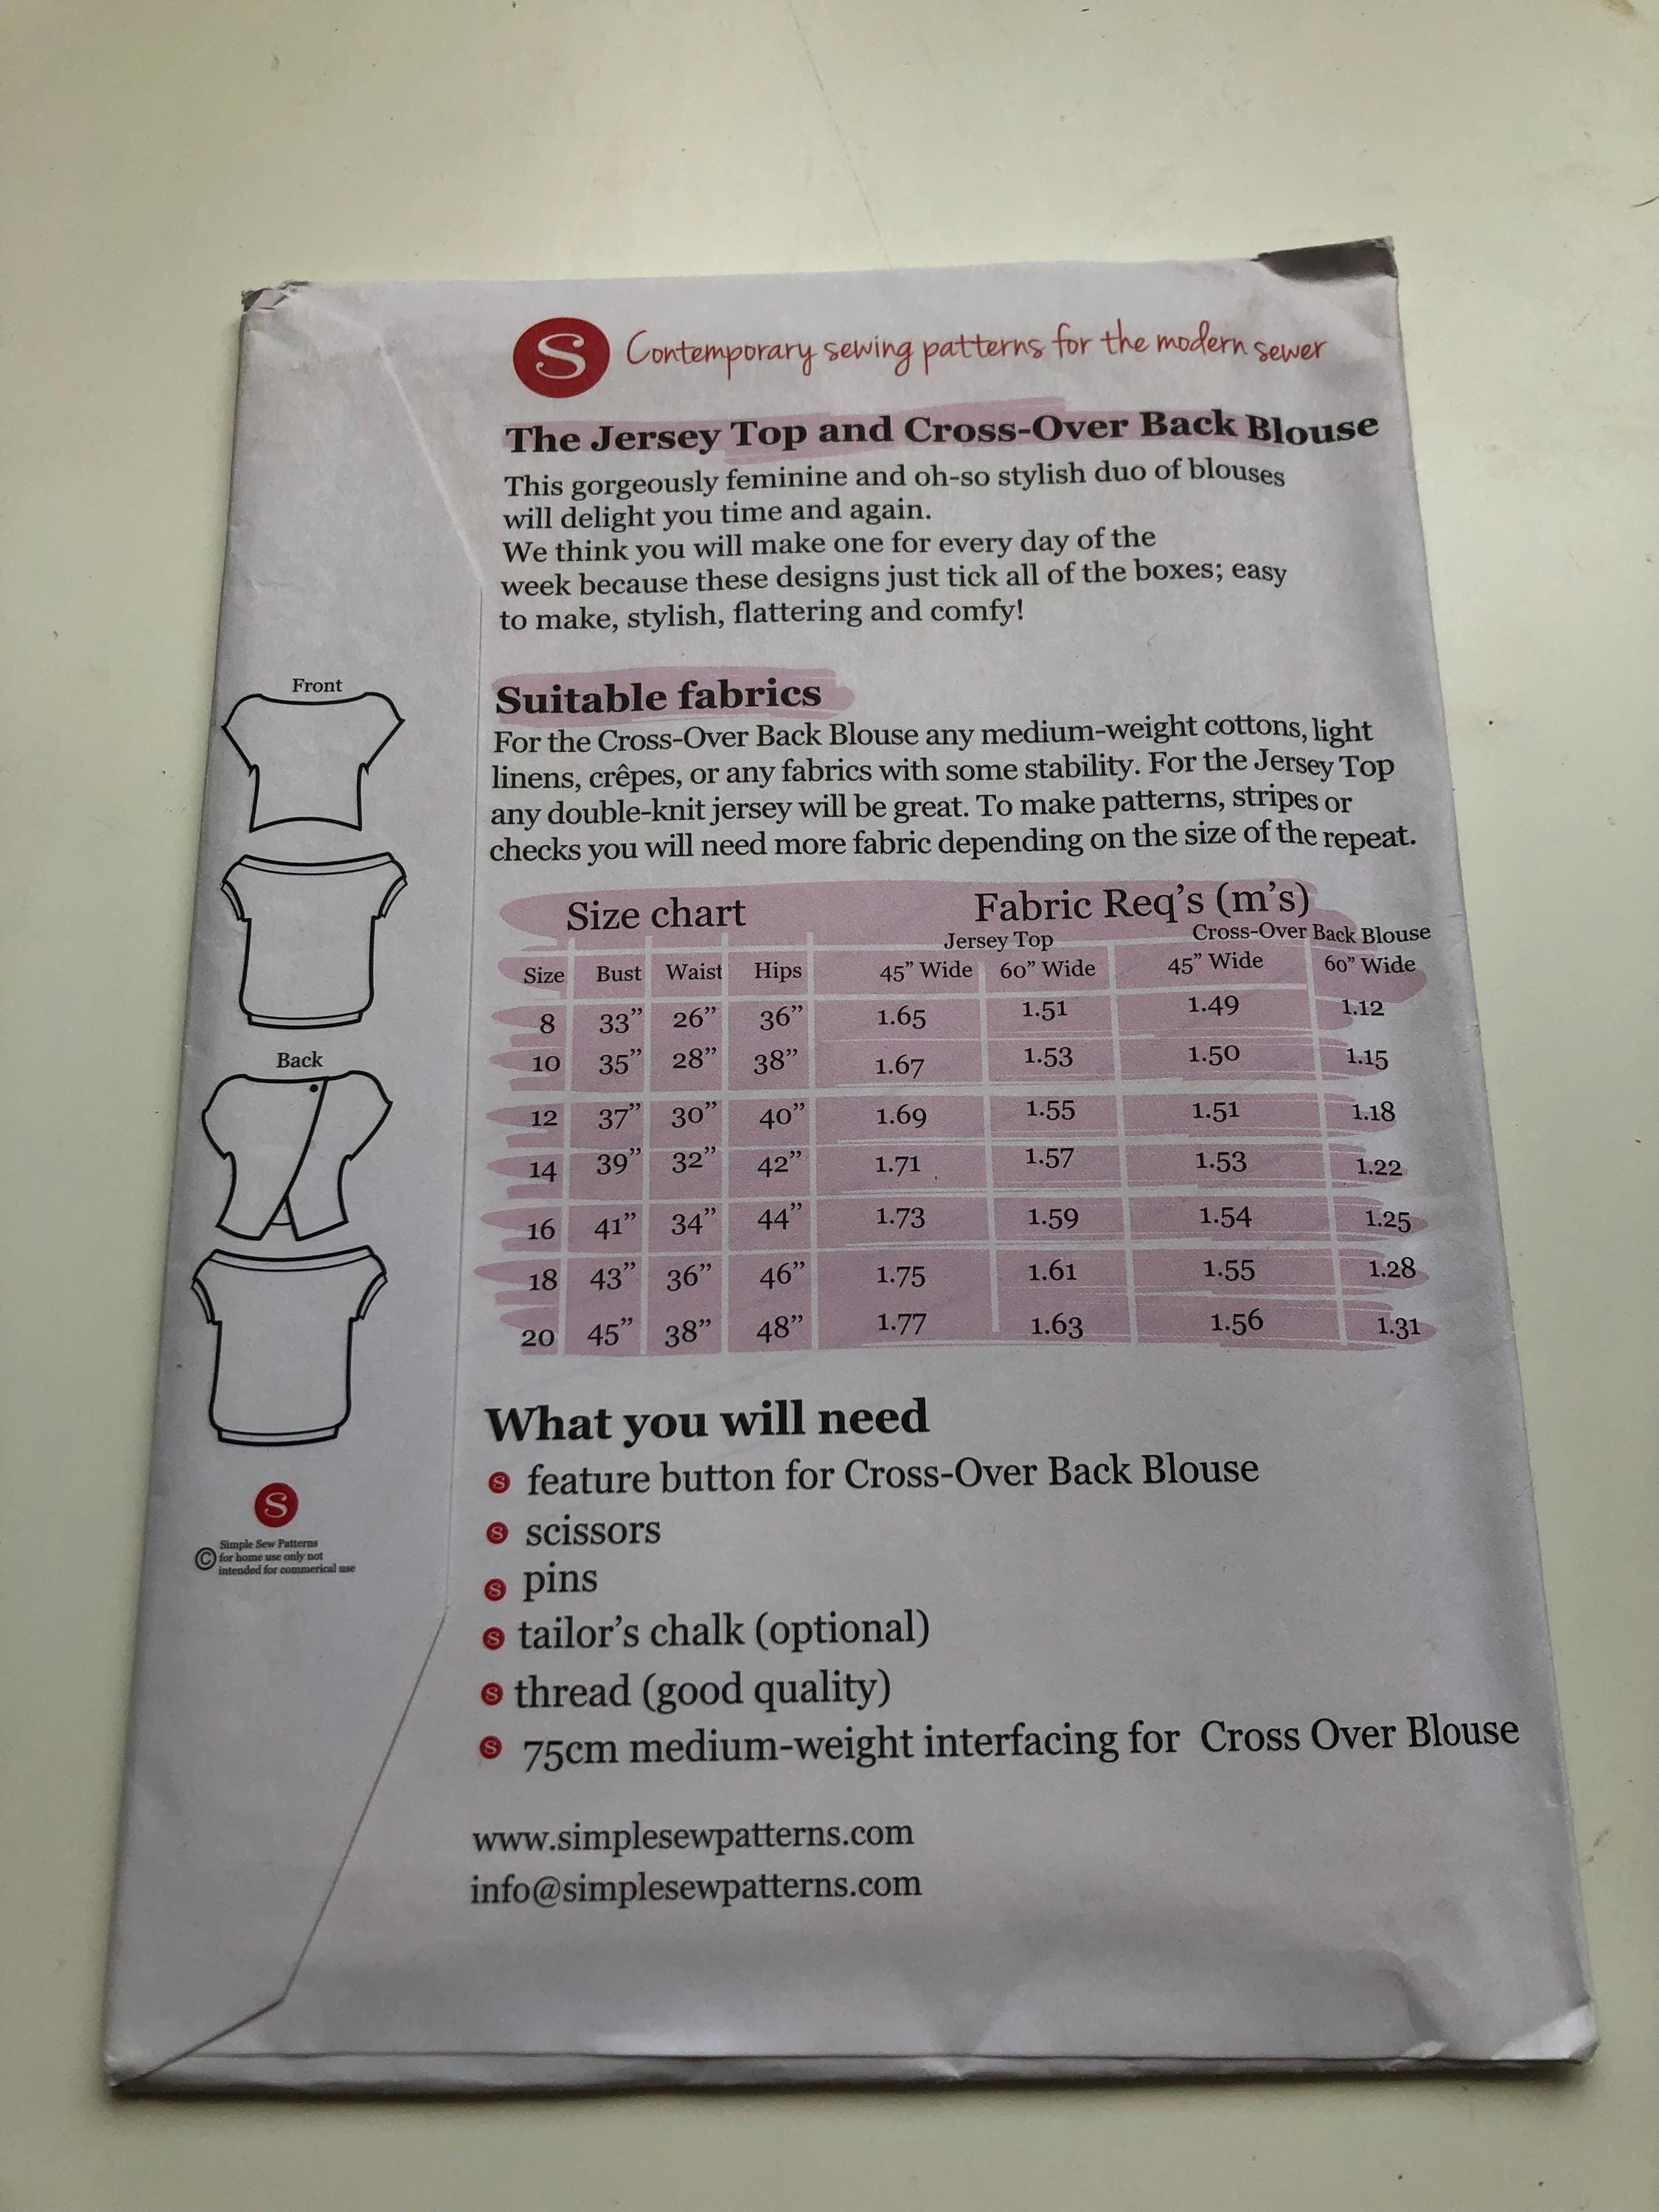 S Contemporary sewing patterns for the modern sewer
The Jersey Top and Cross-Over Back Blouse
This gorgeously feminine and oh-so stylish duo of blouses
will delight you time and again.
We think you will make one for every day of the
week because these designs just tick all of the boxes; easy
to make, stylish, flattering and comfy!
Suitable fabrics
For the Cross-Over Back Blouse any medium-weight cottons, light
linens, crêpes, or any fabrics with some stability. For the Jersey Top
any double-knit jersey will be great. To make patterns, stripes or
checks you will need more fabric depending on the size of the repeat.
Size chart Fabric Req's (m's)
Jersey Top Cross-Over Back Blouse
Size Bust Waist Hips 45” Wide 60” Wide 45” Wide 60” Wide
8 33” 26” 36” 1.65 1.51 1.49 1.12
10 35” 28” 38” 1.67 1.53 1.50 1.15
12 37” 30” 40” 1.69 1.55 1.51 1.18
14 39” 32” 42” 1.71 1.57 1.53 1.22
16 41” 34” 44” 1.73 1.59 1.54 1.25
18 43” 36” 46” 1.75 1.61 1.55 1.28
20 45” 38” 48” 1.77 1.63 1.56 1.31
What you will need
S feature button for Cross-Over Back Blouse
S scissors
S pins
S tailor's chalk (optional)
S thread (good quality)
S 75cm medium-weight interfacing for Cross Over Blouse
www.simplesewpatterns.com
info@simplesewpatterns.com
Front
Back
S
Simple Sew Patterns
© for home use only not
intended for commerical use